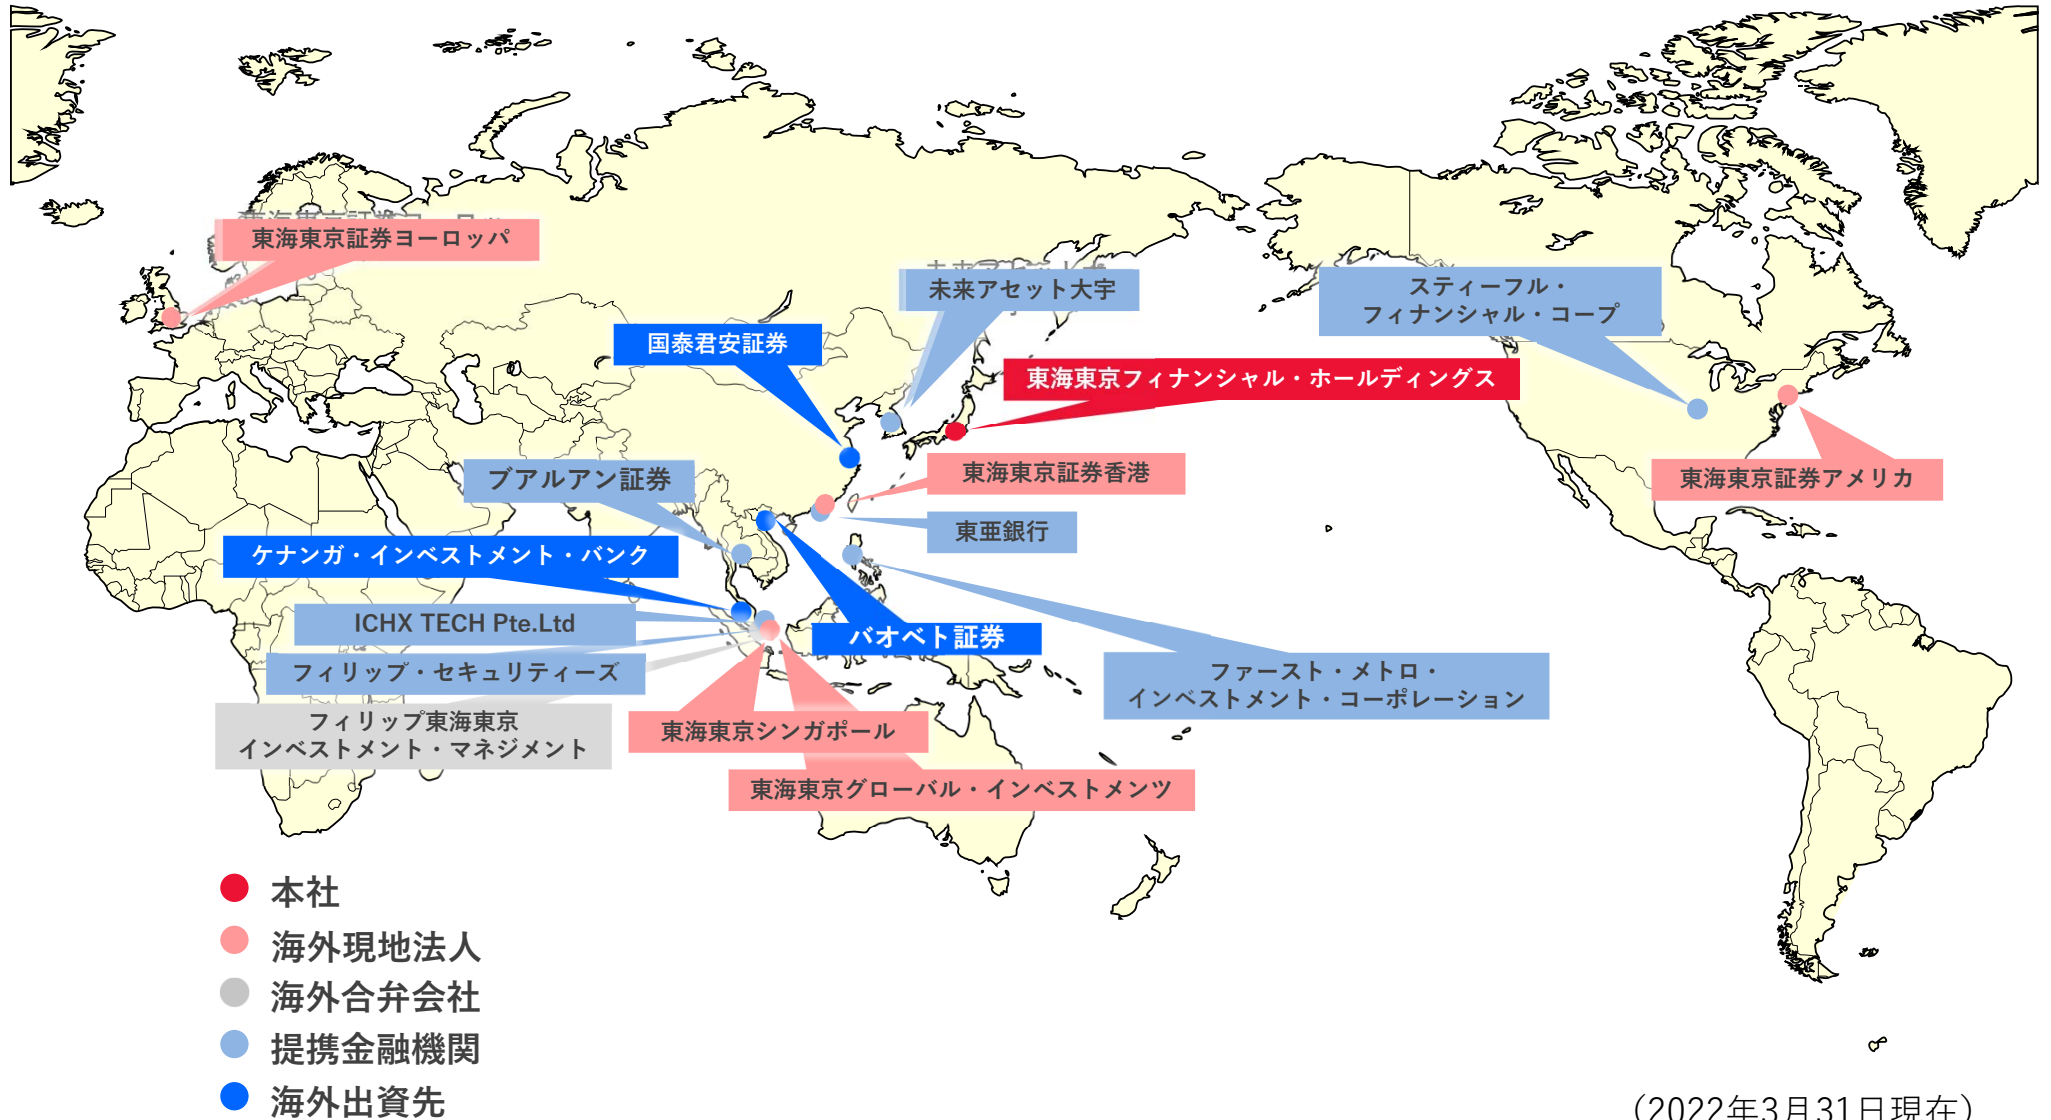 東海東京証券ヨーロッパ
未来アセット大宇
スティーフル・
フィナンシャル・コープ
国泰君安証券
東海東京フィナンシャル・ホールディングス
東海東京証券香港
ブアルアン証券
東海東京証券アメリカ
東亜銀行
ケナンガ・インベストメント・バンク
ICHX TECH Pte.Ltd
バオベト証券
フィリップ・セキュリティーズ
ファースト・メトロ・
インベストメント・コーポレーション
フィリップ東海東京
インベストメント・マネジメント
東海東京シンガポール
東海東京グローバル・インベストメンツ
本社
海外現地法人
海外合弁会社
提携金融機関
海外出資先
（2022年3月31日現在）